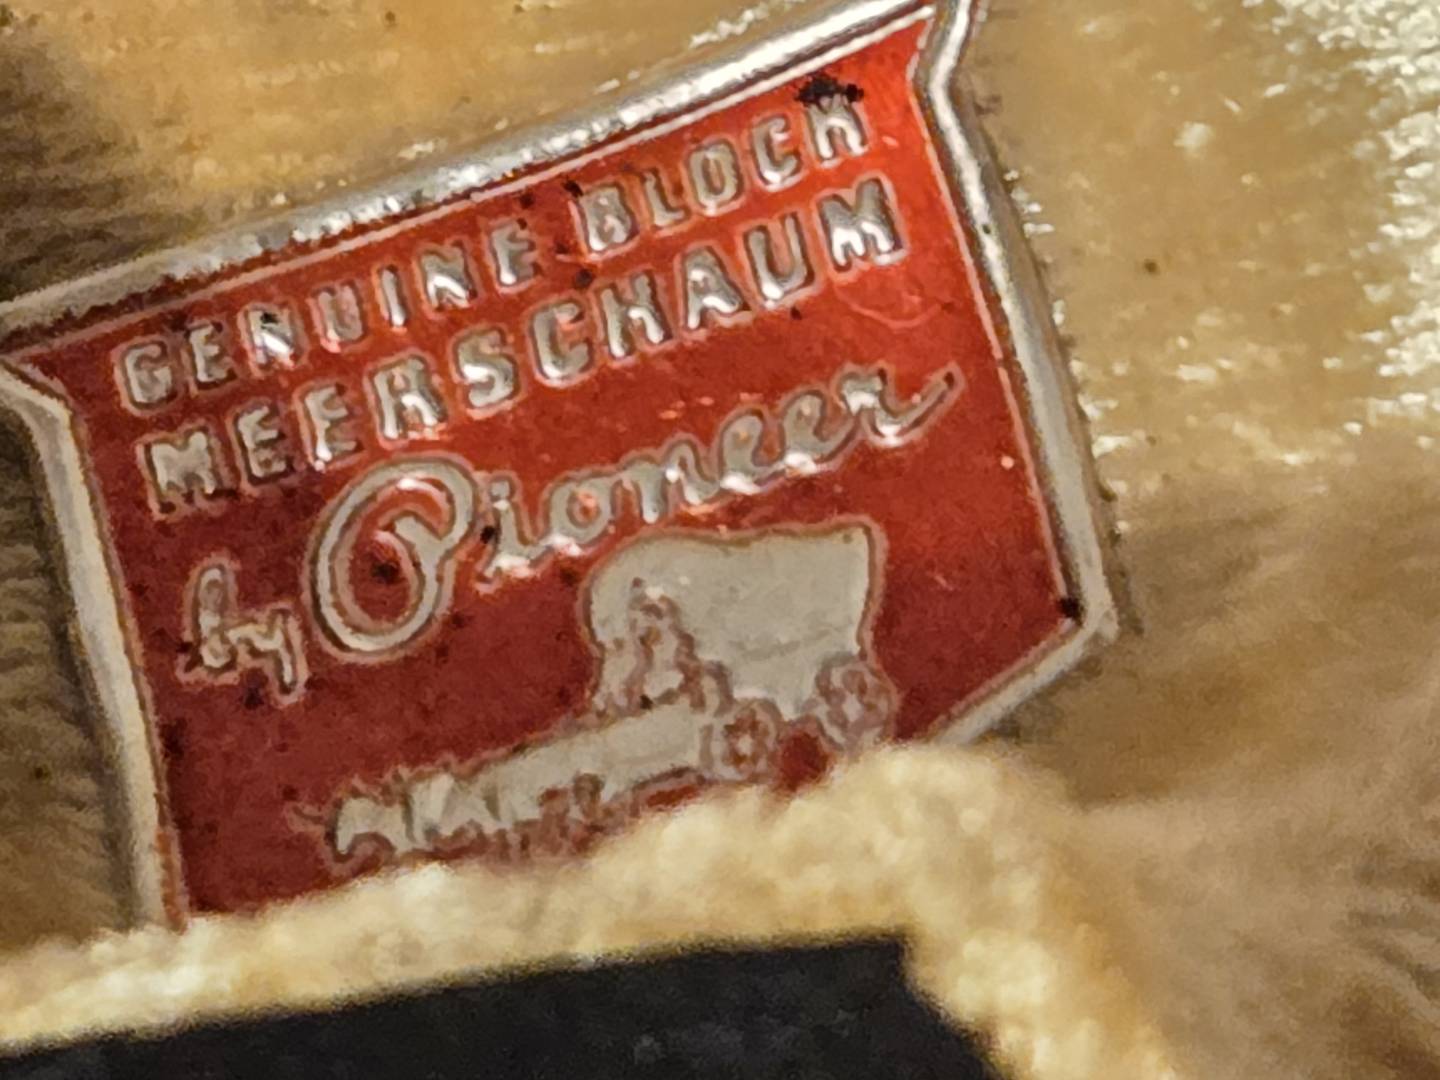 GENUINE BLOCK
MEERSCHAUM
by Pioneer